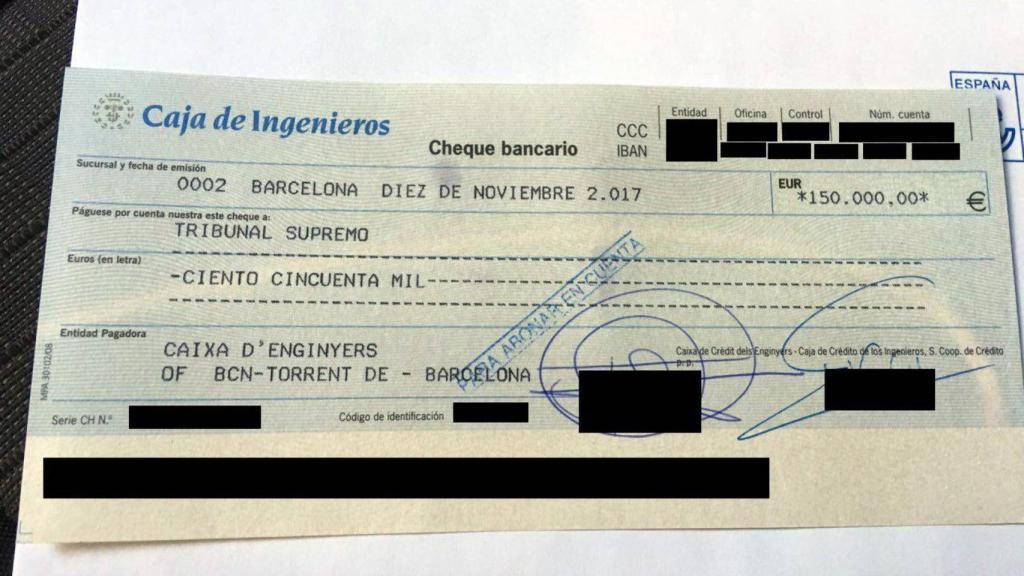 ESPAÑA
Caja de Ingenieros
Cheque bancario
CCC
IBAN
Entidad Oficina Control Núm. cuenta
Sucursal y fecha de emisión
0002 BARCELONA DIEZ DE NOVIEMBRE 2.017
EUR
*150.000,00* €
Páguese por cuenta nuestra este cheque a:
TRIBUNAL SUPREMO
Euros (en letra)
-CIENTO CINCUENTA MIL-
PARA ABONAR EN CUENTA
Entidad Pagadora
CAIXA D'ENGINYERS
OF BCN-TORRENT DE - BARCELONA
Caixa de Crèdit dels Enginyers - Caja de Crédito de los Ingenieros, S. Coop. de Crédito
p. p.
MPA 30102/08
Serie CH N.º
Código de identificación